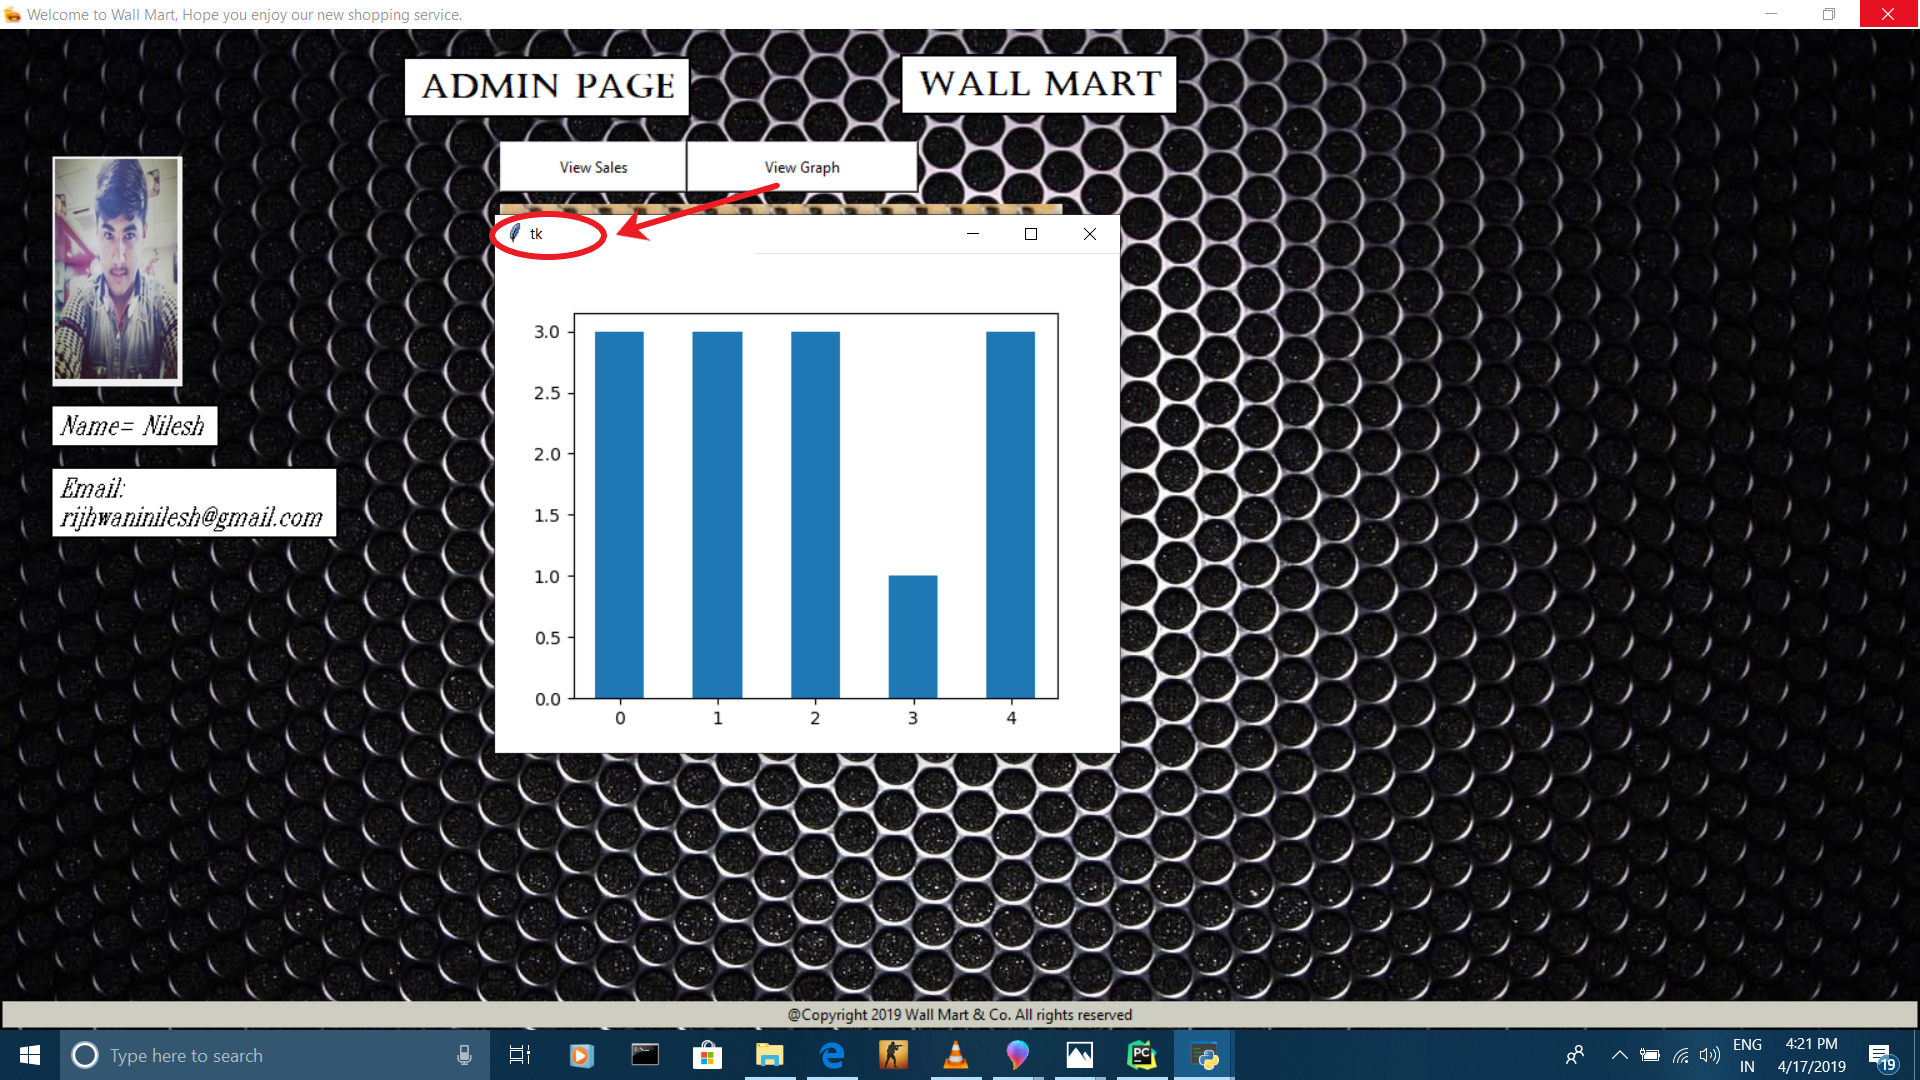 Welcome to Wall Mart, Hope you enjoy our new shopping service.
ADMIN PAGE
WALL MART
View Sales
View Graph
tk
3.0
2.5
2.0
1.5
1.0
0.5
0.0
0 1 2 3 4
Name= Nilesh
Email:
rijhwaninilesh@gmail.com
@Copyright 2019 Wall Mart & Co. All rights reserved
Type here to search
PC
ENG
IN
4:21 PM
4/17/2019
19